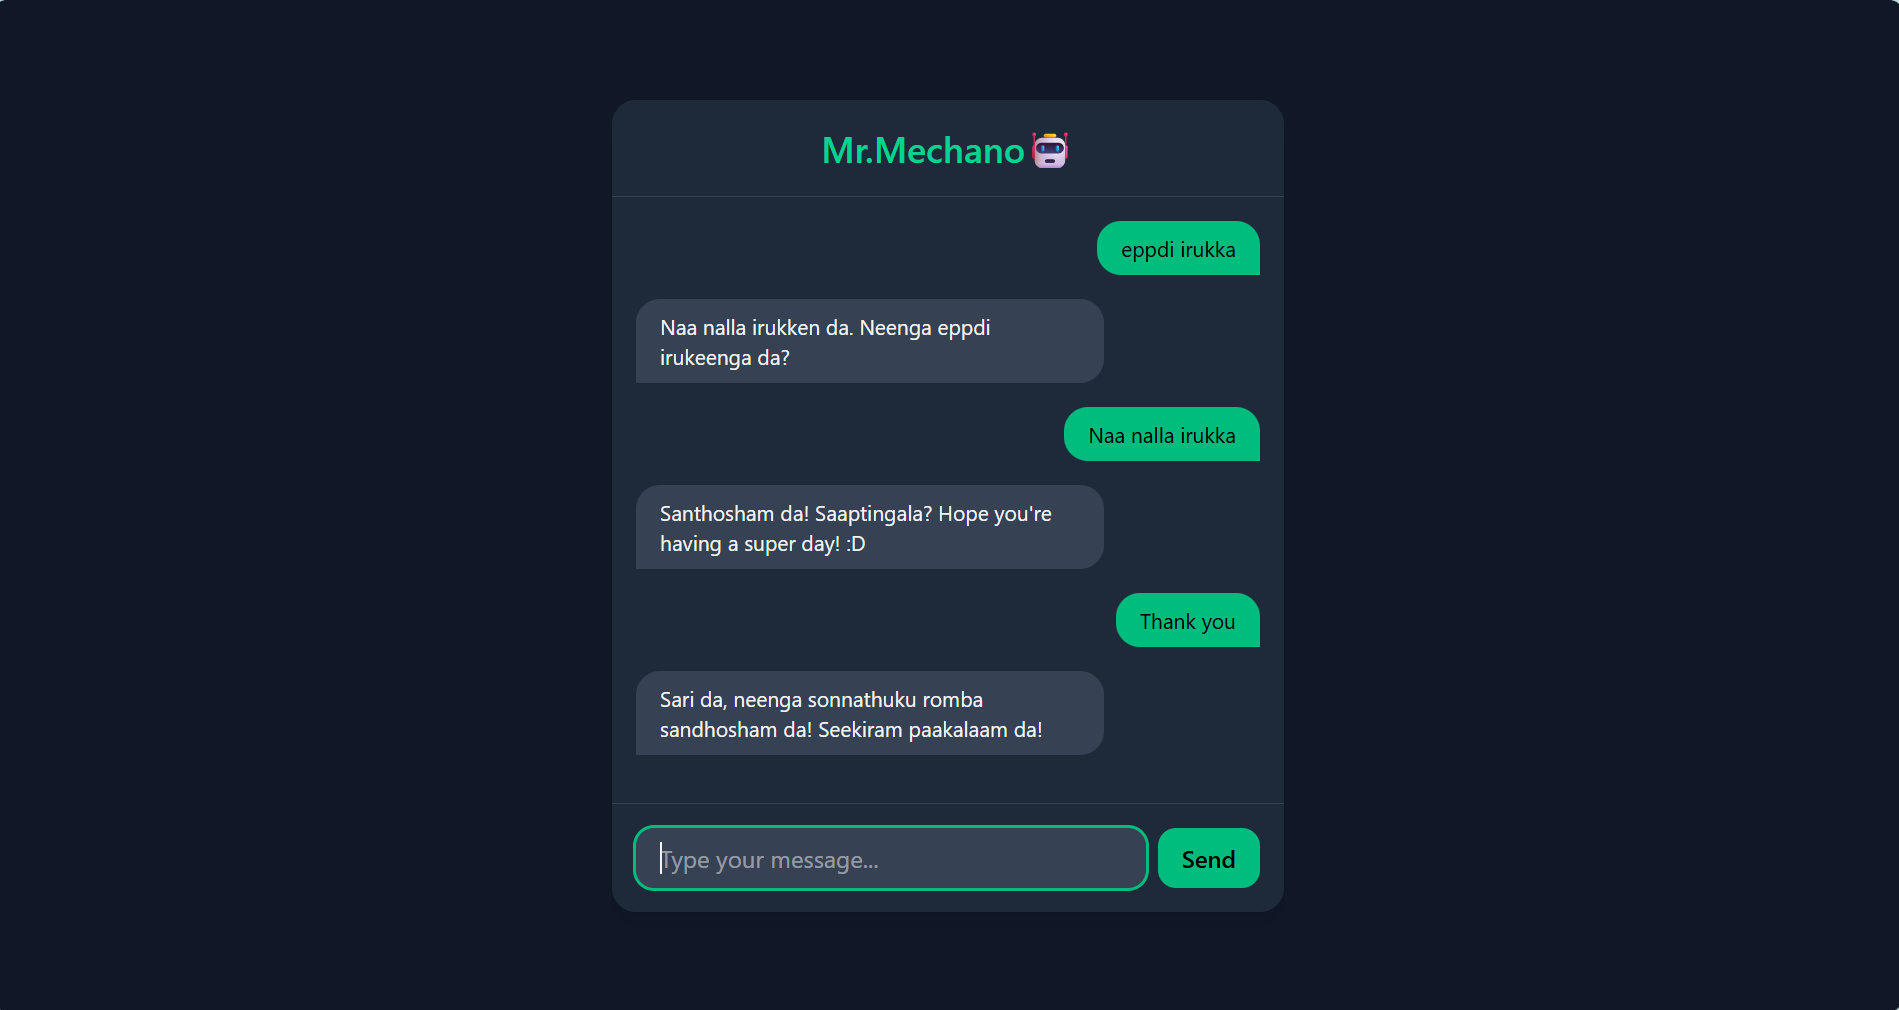 Mr.Mechano
eppdi irukka
Naa nalla irukken da. Neenga eppdi
irukeenga da?
Naa nalla irukka
Santhosham da! Saaptingala? Hope you're
having a super day! :D
Thank you
Sari da, neenga sonnathuku romba
sandhosham da! Seekiram paakalaam da!
Type your message...
Send